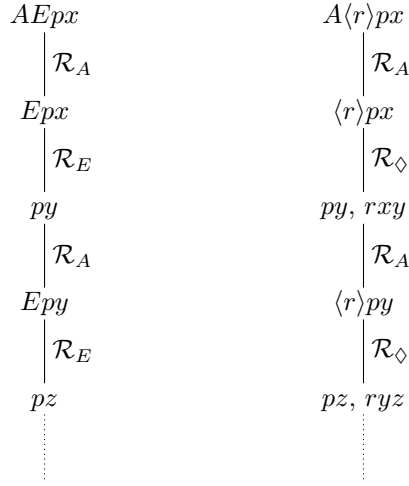 AEpx
𝓡_A
Epx
𝓡_E
py
𝓡_A
Epy
𝓡_E
pz
A⟨r⟩px
𝓡_A
⟨r⟩px
𝓡_◊
py, rxy
𝓡_A
⟨r⟩py
𝓡_◊
pz, ryz